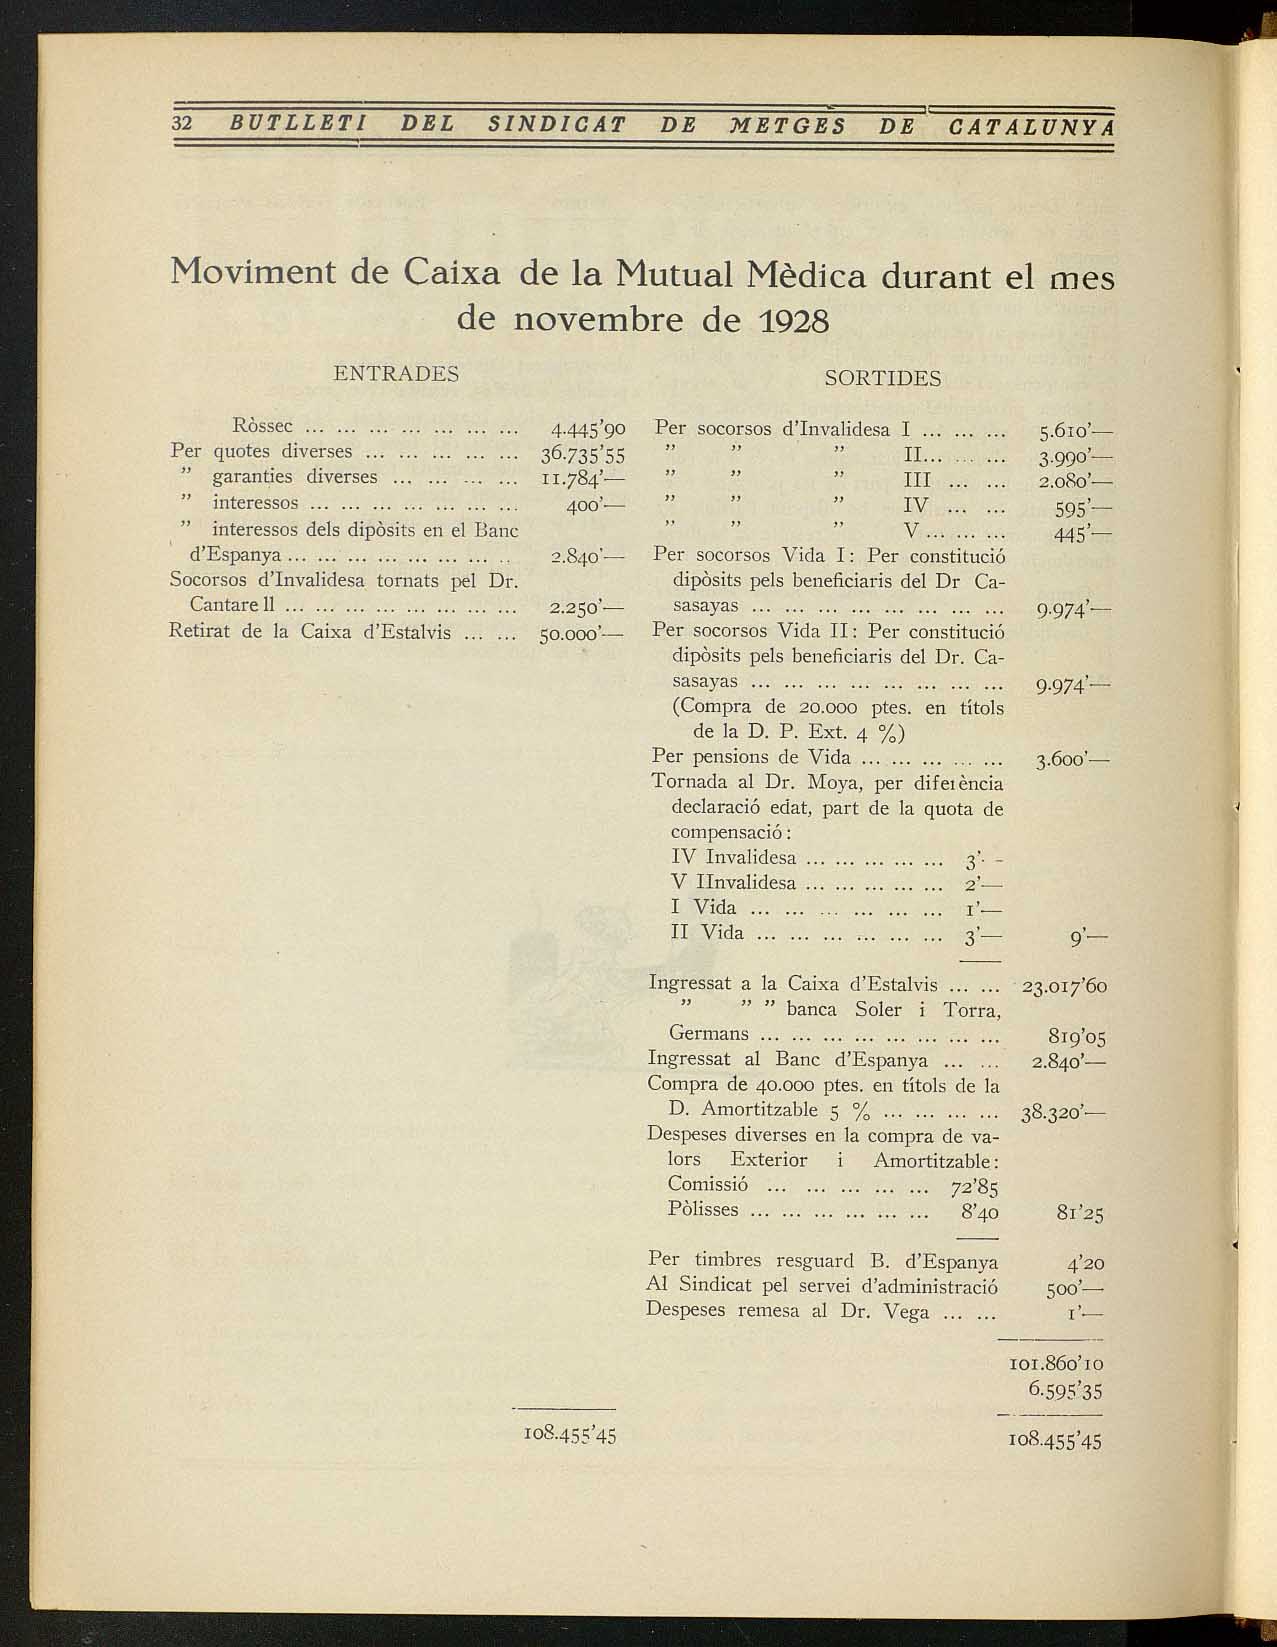 32 BUTLLETI DEL SINDICAT DE METGES DE CATALUNYA
Moviment de Caixa de la Mutual Mèdica durant el mes
de novembre de 1928
ENTRADES
Ròssec ... ... ... ... ... ... ... 4.445’90
Per quotes diverses ... ... ... ... ... 36.735’55
” garanties diverses ... ... ... ... 11.784’—
” interessos ... ... ... ... ... ... ... 400’—
” interessos dels dipòsits en el Banc
d’Espanya ... ... ... ... ... ... ... .. 2.840’—
Socorsos d’Invalidesa tornats pel Dr.
Cantarell ... ... ... ... ... ... ... ... 2.250’—
Retirat de la Caixa d’Estalvis ... ... 50.000’—
108.455’45
SORTIDES
Per socorsos d’Invalidesa I ... ... ... 5.610’—
” ” ” II... ... ... 3.990’—
” ” ” III ... ... 2.080’—
” ” ” IV ... ... 595’—
” ” ” V ... ... ... 445’—
Per socorsos Vida I: Per constitució
dipòsits pels beneficiaris del Dr Ca-
sasayas ... ... ... ... ... ... ... ... 9.974’—
Per socorsos Vida II: Per constitució
dipòsits pels beneficiaris del Dr. Ca-
sasayas ... ... ... ... ... ... ... ... 9.974’—
(Compra de 20.000 ptes. en títols
de la D. P. Ext. 4 %)
Per pensions de Vida ... ... ... ... ... 3.600’—
Tornada al Dr. Moya, per diferència
declaració edat, part de la quota de
compensació:
IV Invalidesa ... ... ... ... ... 3’- -
V IInvalidesa ... ... ... ... ... 2’—
I Vida ... ... ... ... ... ... 1’—
II Vida ... ... ... ... ... ... 3’— 9’—
Ingressat a la Caixa d’Estalvis ... ... 23.017’60
” ” ” banca Soler i Torra,
Germans ... ... ... ... ... ... ... ... 819’05
Ingressat al Banc d’Espanya ... ... 2.840’—
Compra de 40.000 ptes. en títols de la
D. Amortitzable 5 % ... ... ... ... 38.320’—
Despeses diverses en la compra de va-
lors Exterior i Amortitzable:
Comissió ... ... ... ... ... 72’85
Pòlisses ... ... ... ... ... ... 8’40 81’25
Per timbres resguard B. d’Espanya 4’20
Al Sindicat pel servei d’administració 500’—
Despeses remesa al Dr. Vega ... ... 1’—
101.860’10
6.595’35
108.455’45